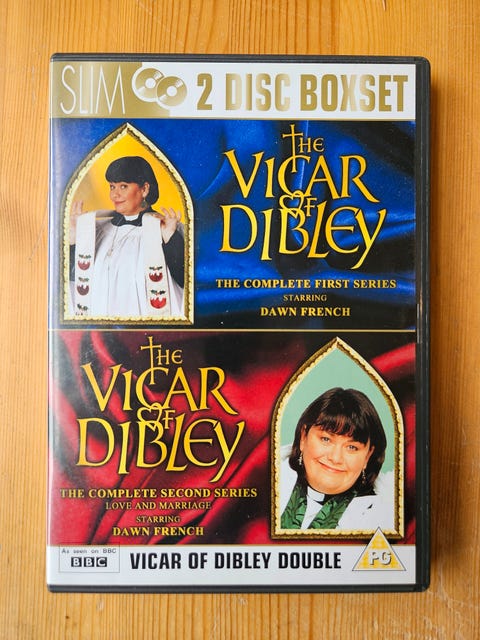 SLIM 2 DISC BOXSET
THE
VICAR
OF
DIBLEY
THE COMPLETE FIRST SERIES
STARRING
DAWN FRENCH
THE
VICAR
OF
DIBLEY
THE COMPLETE SECOND SERIES
LOVE AND MARRIAGE
STARRING
DAWN FRENCH
As seen on BBC
BBC
VICAR OF DIBLEY DOUBLE
PG